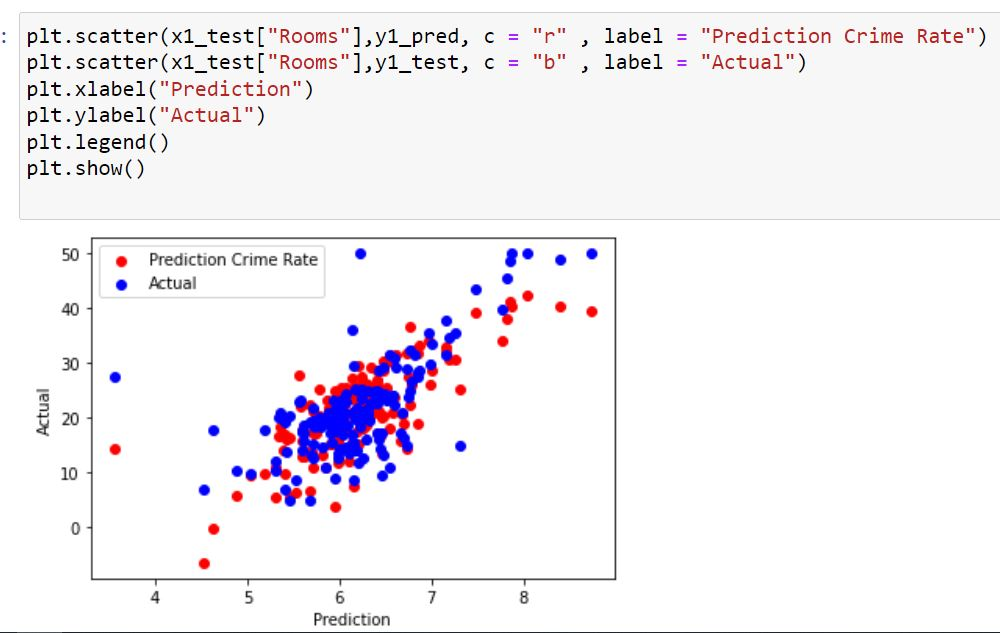 :
plt.scatter(x1_test["Rooms"],y1_pred, c = "r" , label = "Prediction Crime Rate")
plt.scatter(x1_test["Rooms"],y1_test, c = "b" , label = "Actual")
plt.xlabel("Prediction")
plt.ylabel("Actual")
plt.legend()
plt.show()
Prediction Crime Rate
Actual
50
40
30
20
10
0
Actual
4 5 6 7 8
Prediction